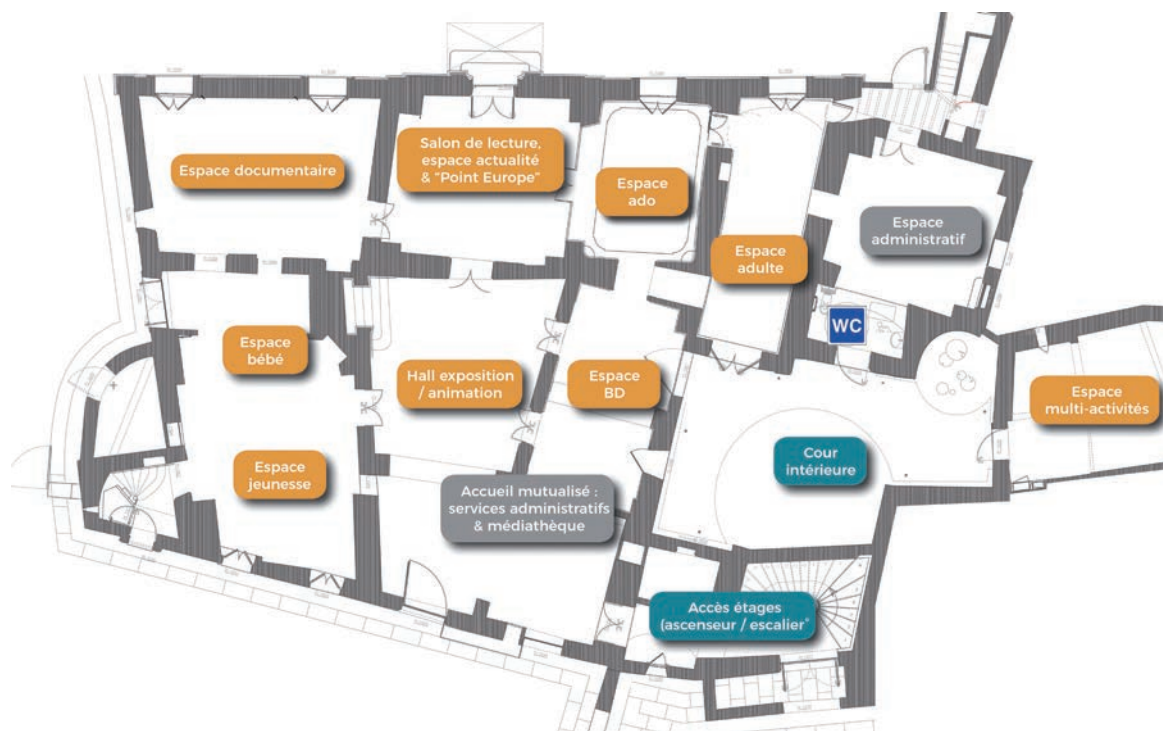 Espace documentaire
Salon de lecture,
espace actualité
& "Point Europe"
Espace
ado
Espace
adulte
Espace
administratif
WC
Espace
bébé
Hall exposition
/ animation
Espace
BD
Espace
multi-activités
Espace
jeunesse
Accueil mutualisé :
services administratifs
& médiathèque
Cour
intérieure
Accès étages
(ascenseur / escalier°